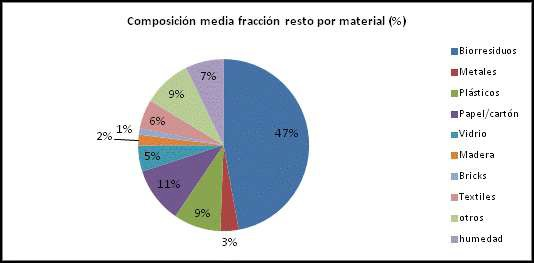 Composición media fracción resto por material (%)
7%
9%
6%
1%
2%
5%
11%
9%
3%
47%
Biorresiduos
Metales
Plásticos
Papel/cartón
Vidrio
Madera
Bricks
Textiles
otros
humedad